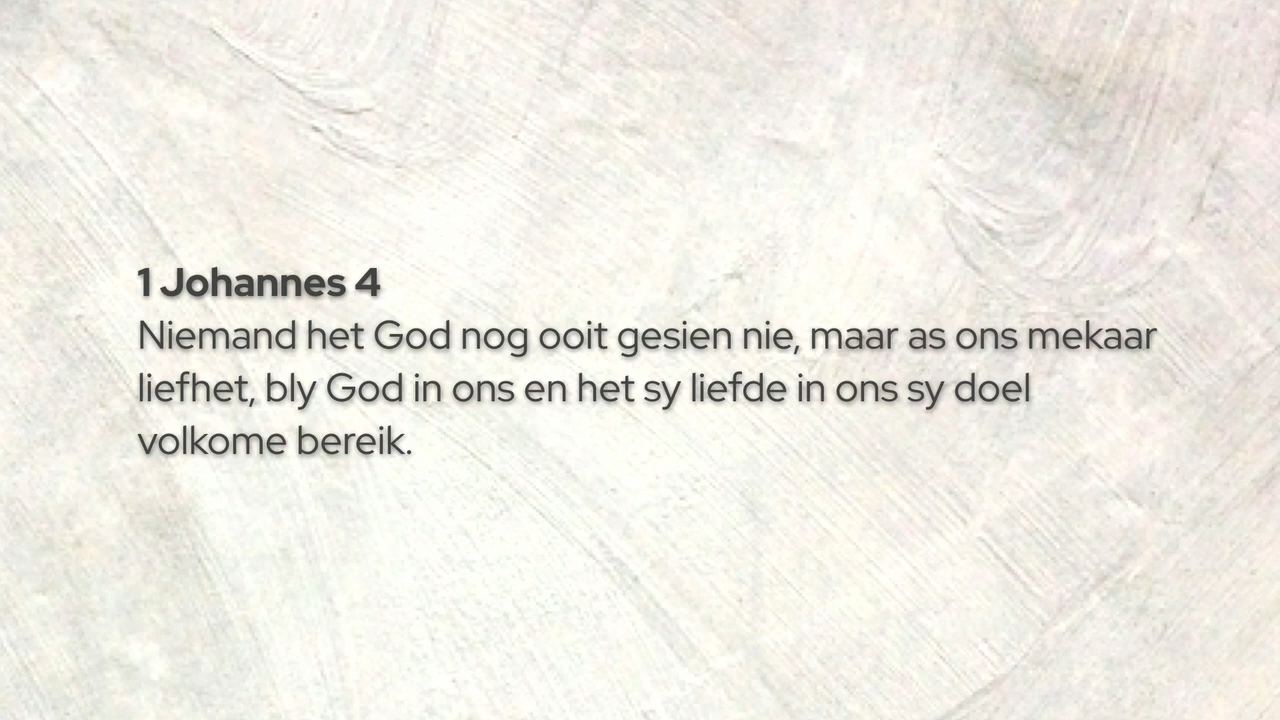 1 Johannes 4
Niemand het God nog ooit gesien nie, maar as ons mekaar
liefhet, bly God in ons en het sy liefde in ons sy doel
volkome bereik.